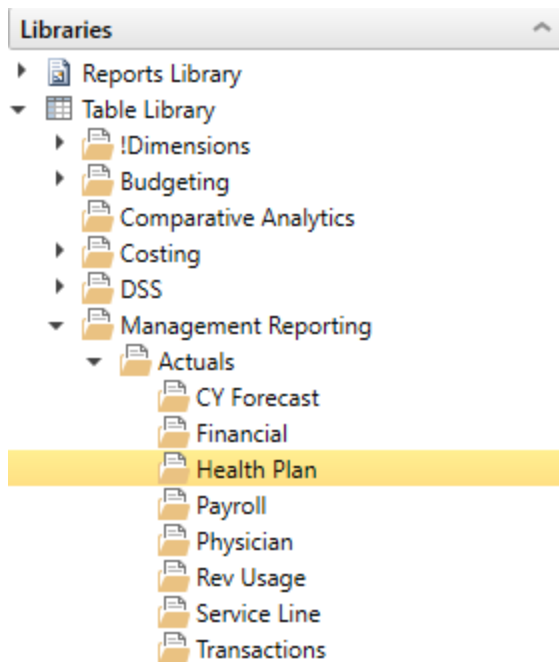 Libraries
Reports Library
Table Library
!Dimensions
Budgeting
Comparative Analytics
Costing
DSS
Management Reporting
Actuals
CY Forecast
Financial
Health Plan
Payroll
Physician
Rev Usage
Service Line
Transactions